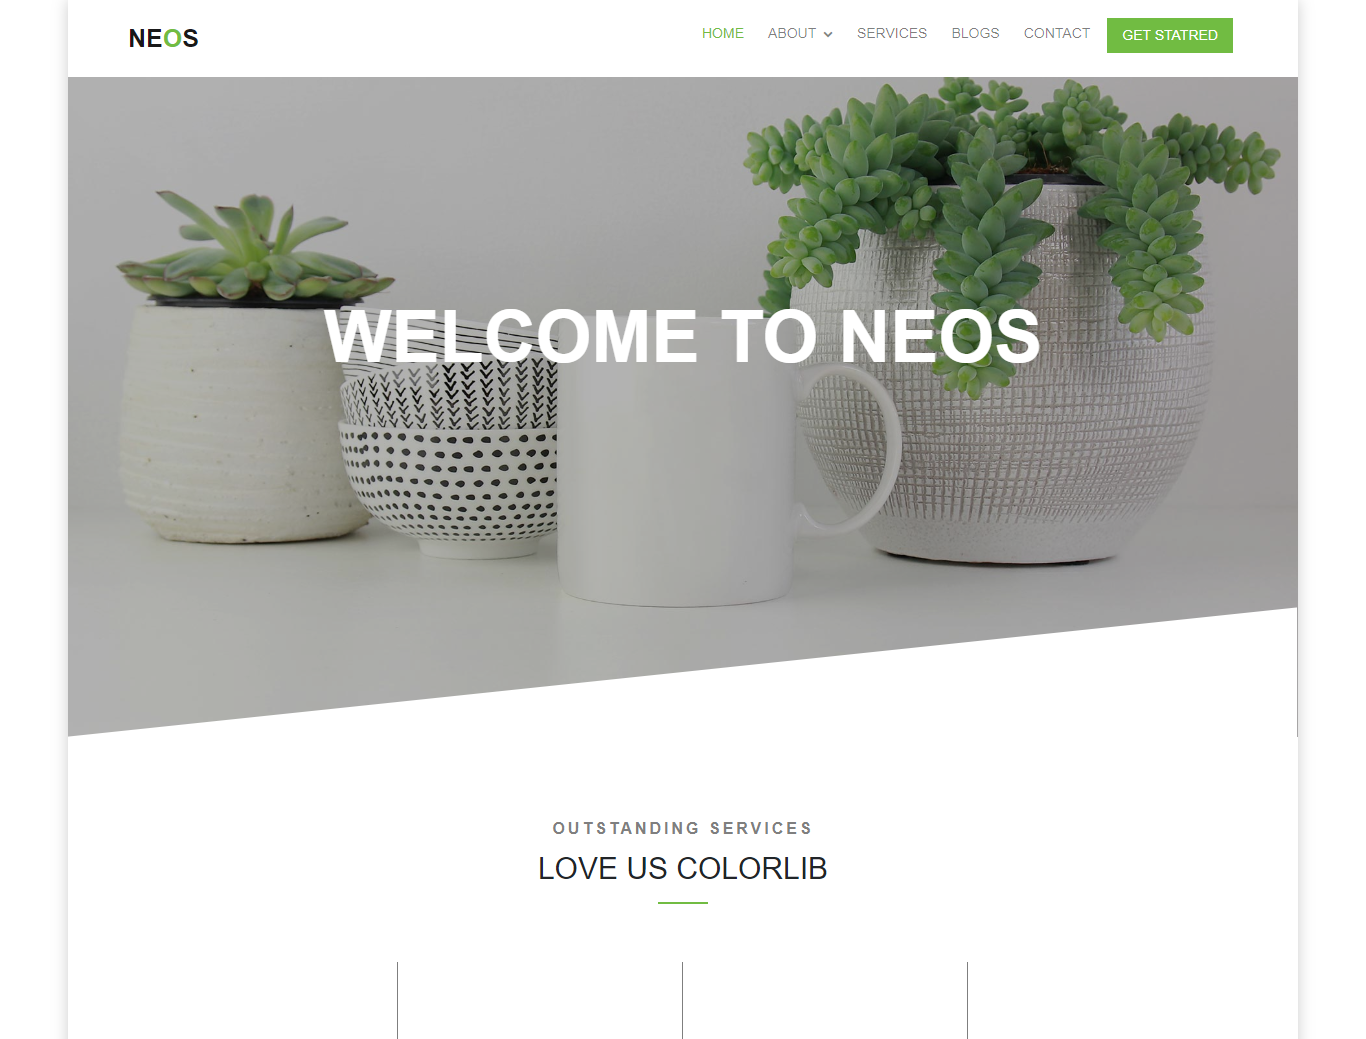 NEOS
HOME ABOUT SERVICES BLOGS CONTACT GET STATRED
WELCOME TO NEOS
OUTSTANDING SERVICES
LOVE US COLORLIB